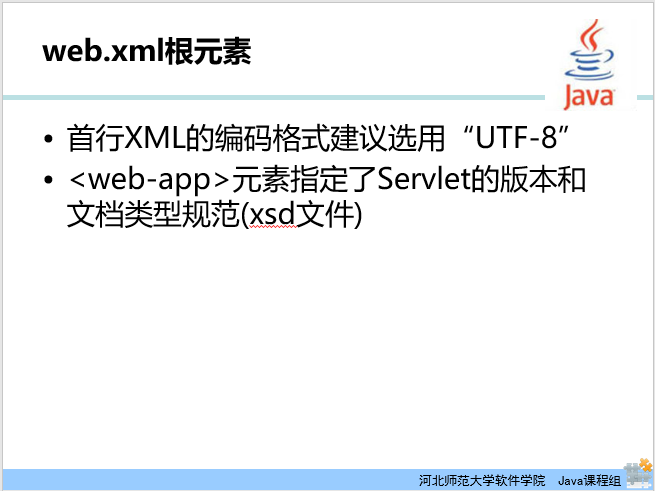 web.xml根元素
Java
• 首行XML的编码格式建议选用“UTF-8”
• <web-app>元素指定了Servlet的版本和
文档类型规范(xsd文件)
河北师范大学软件学院 Java课程组